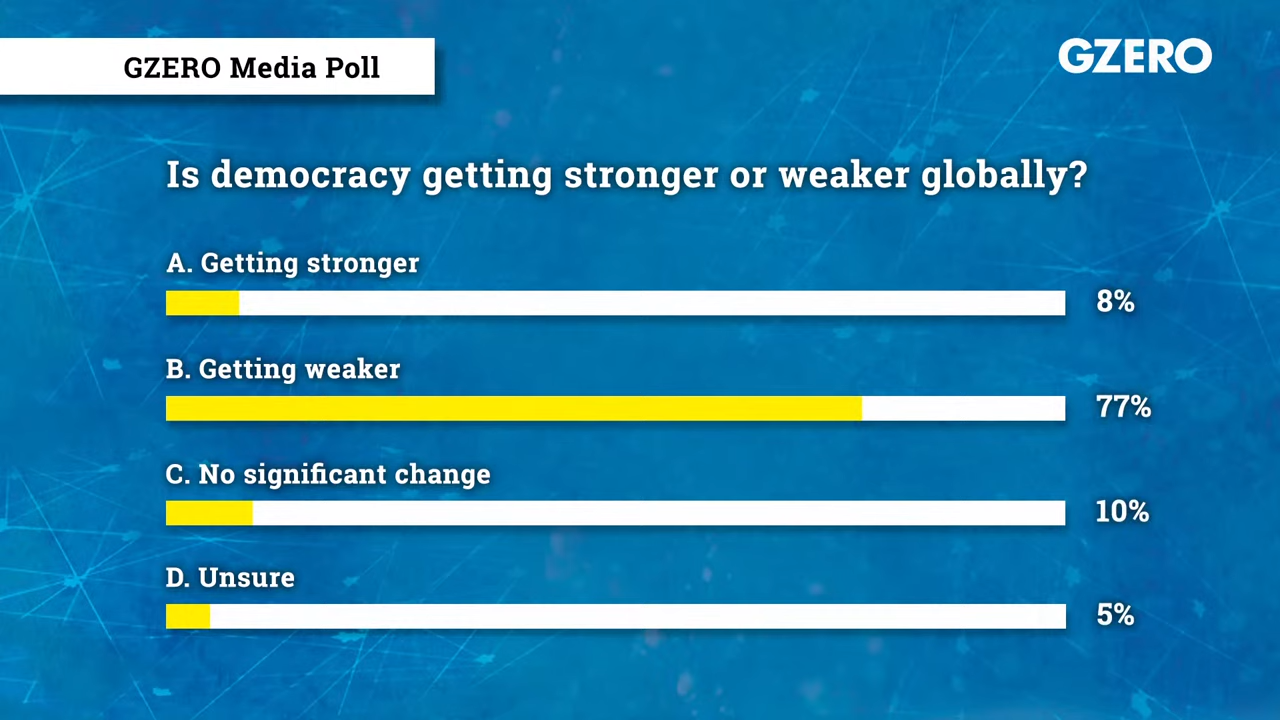 GZERO Media Poll
GZERO
Is democracy getting stronger or weaker globally?
A. Getting stronger
8%
B. Getting weaker
77%
C. No significant change
10%
D. Unsure
5%